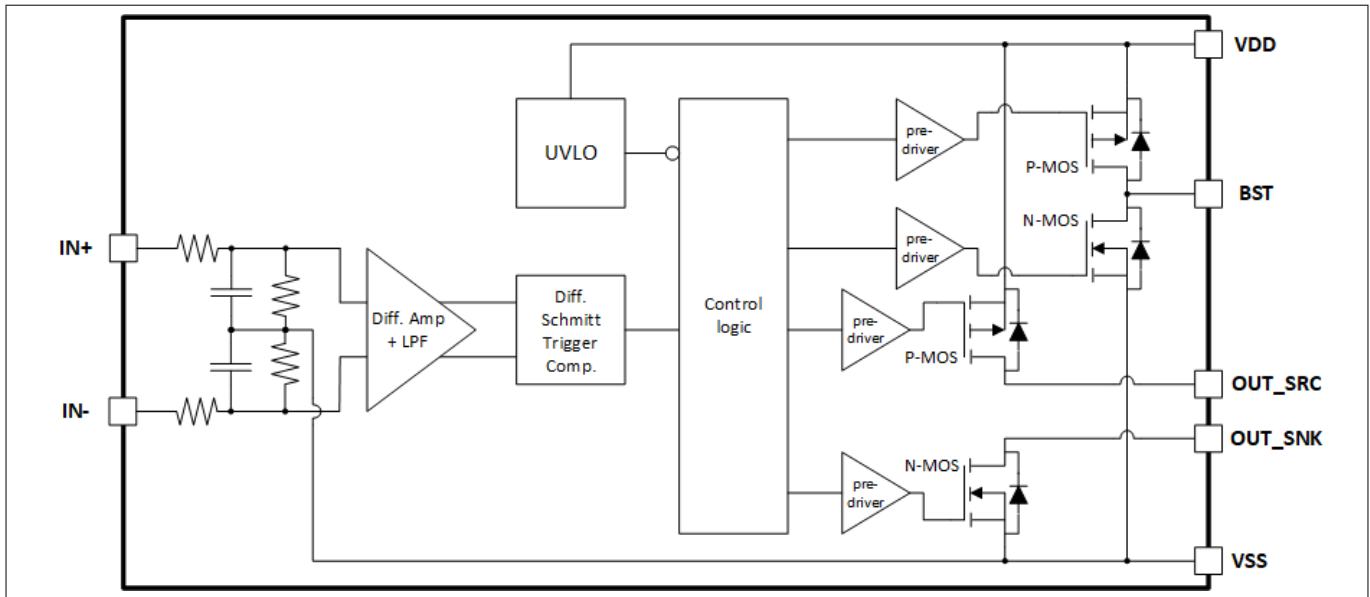 VDD
UVLO
pre-
driver
P-MOS
BST
N-MOS
pre-
driver
IN+
Diff. Amp
+ LPF
Diff.
Schmitt
Trigger
Comp.
Control
logic
pre-
driver
P-MOS
OUT_SRC
IN-
OUT_SNK
N-MOS
pre-
driver
VSS